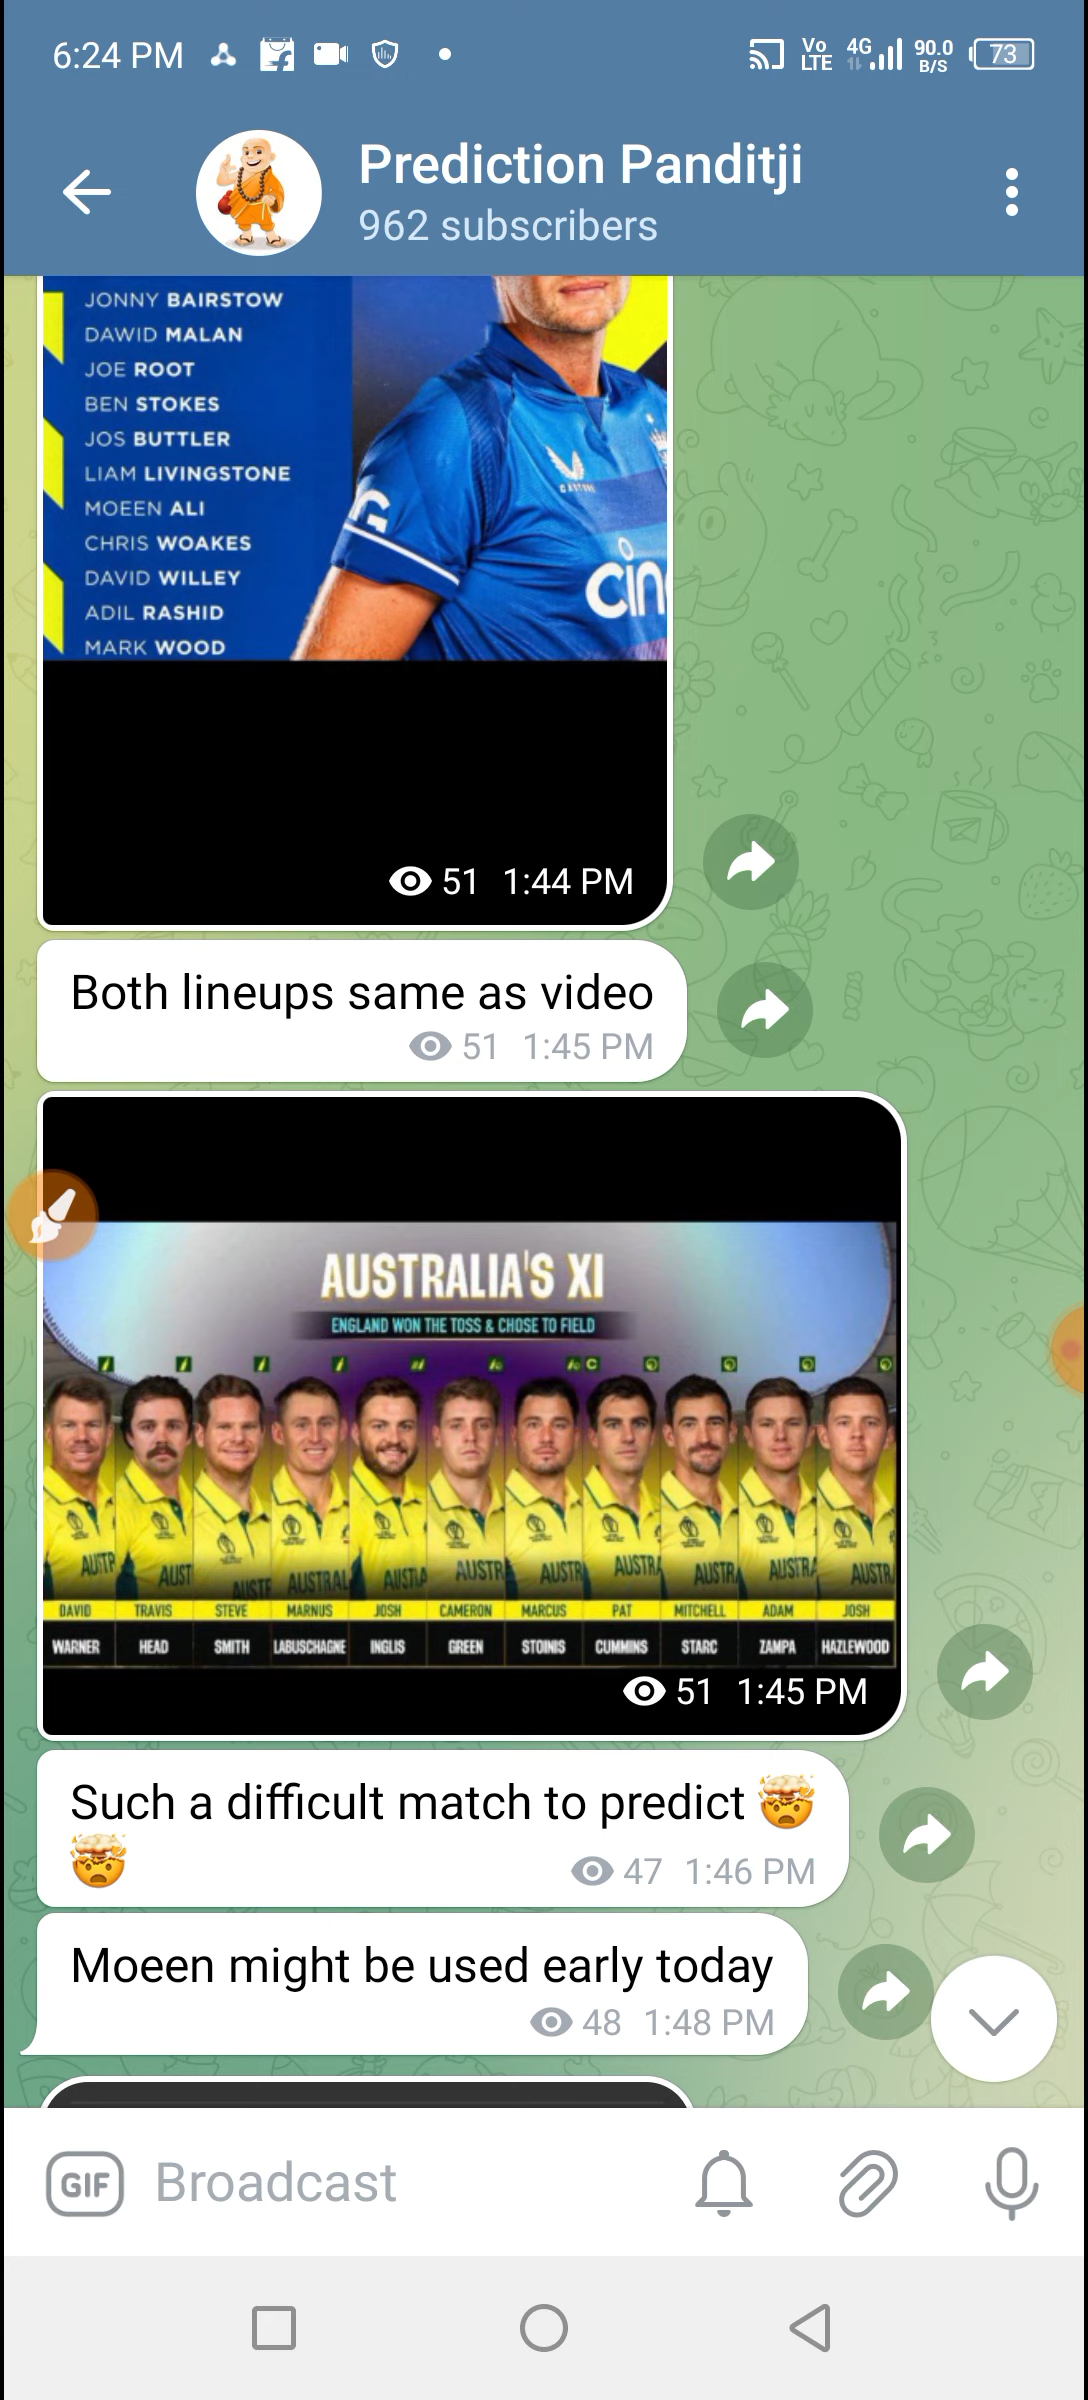 6:24 PM
Vo
LTE
4G
90.0
B/S
73
Prediction Panditji
962 subscribers
JONNY BAIRSTOW
DAWID MALAN
JOE ROOT
BEN STOKES
JOS BUTTLER
LIAM LIVINGSTONE
MOEEN ALI
CHRIS WOAKES
DAVID WILLEY
ADIL RASHID
MARK WOOD
51 1:44 PM
Both lineups same as video
51 1:45 PM
AUSTRALIA'S XI
ENGLAND WON THE TOSS & CHOSE TO FIELD
C
DAVID TRAVIS STEVE MARNUS JOSH CAMERON MARCUS PAT MITCHELL ADAM JOSH
WARNER HEAD SMITH LABUSCHAGNE INGLIS GREEN STOINIS CUMMINS STARC ZAMPA HAZLEWOOD
51 1:45 PM
Such a difficult match to predict 🤯
🤯
47 1:46 PM
Moeen might be used early today
48 1:48 PM
GIF Broadcast